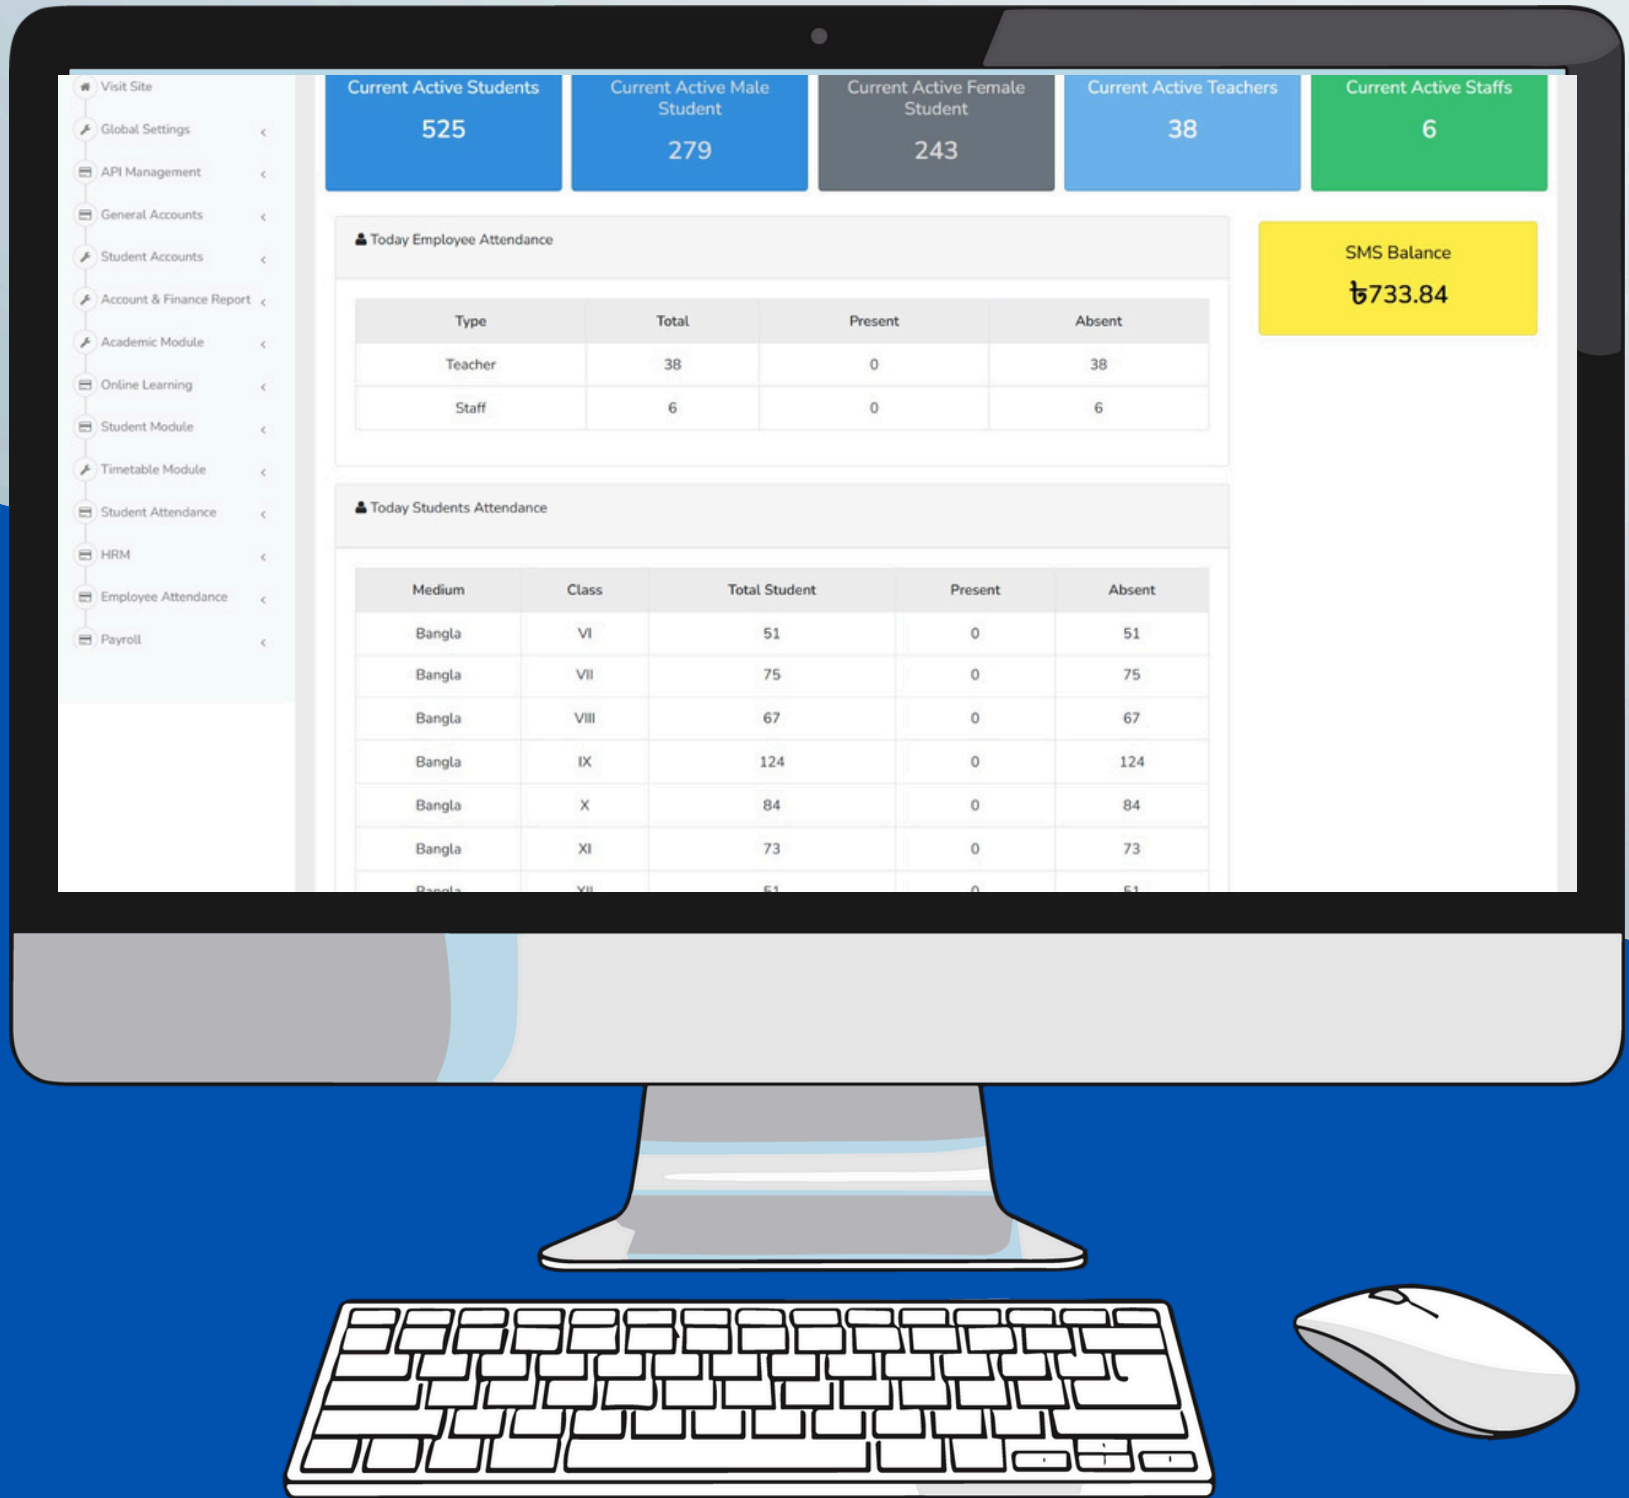 Visit Site
Global Settings
API Management
General Accounts
Student Accounts
Account & Finance Report
Academic Module
Online Learning
Student Module
Timetable Module
Student Attendance
HRM
Employee Attendance
Payroll
Current Active Students
525
Current Active Male
Student
279
Current Active Female
Student
243
Current Active Teachers
38
Current Active Staffs
6
Today Employee Attendance
Type Total Present Absent
Teacher 38 0 38
Staff 6 0 6
SMS Balance
৳733.84
Today Students Attendance
Medium Class Total Student Present Absent
Bangla VI 51 0 51
Bangla VII 75 0 75
Bangla VIII 67 0 67
Bangla IX 124 0 124
Bangla X 84 0 84
Bangla XI 73 0 73
Bangla XII 51 0 51